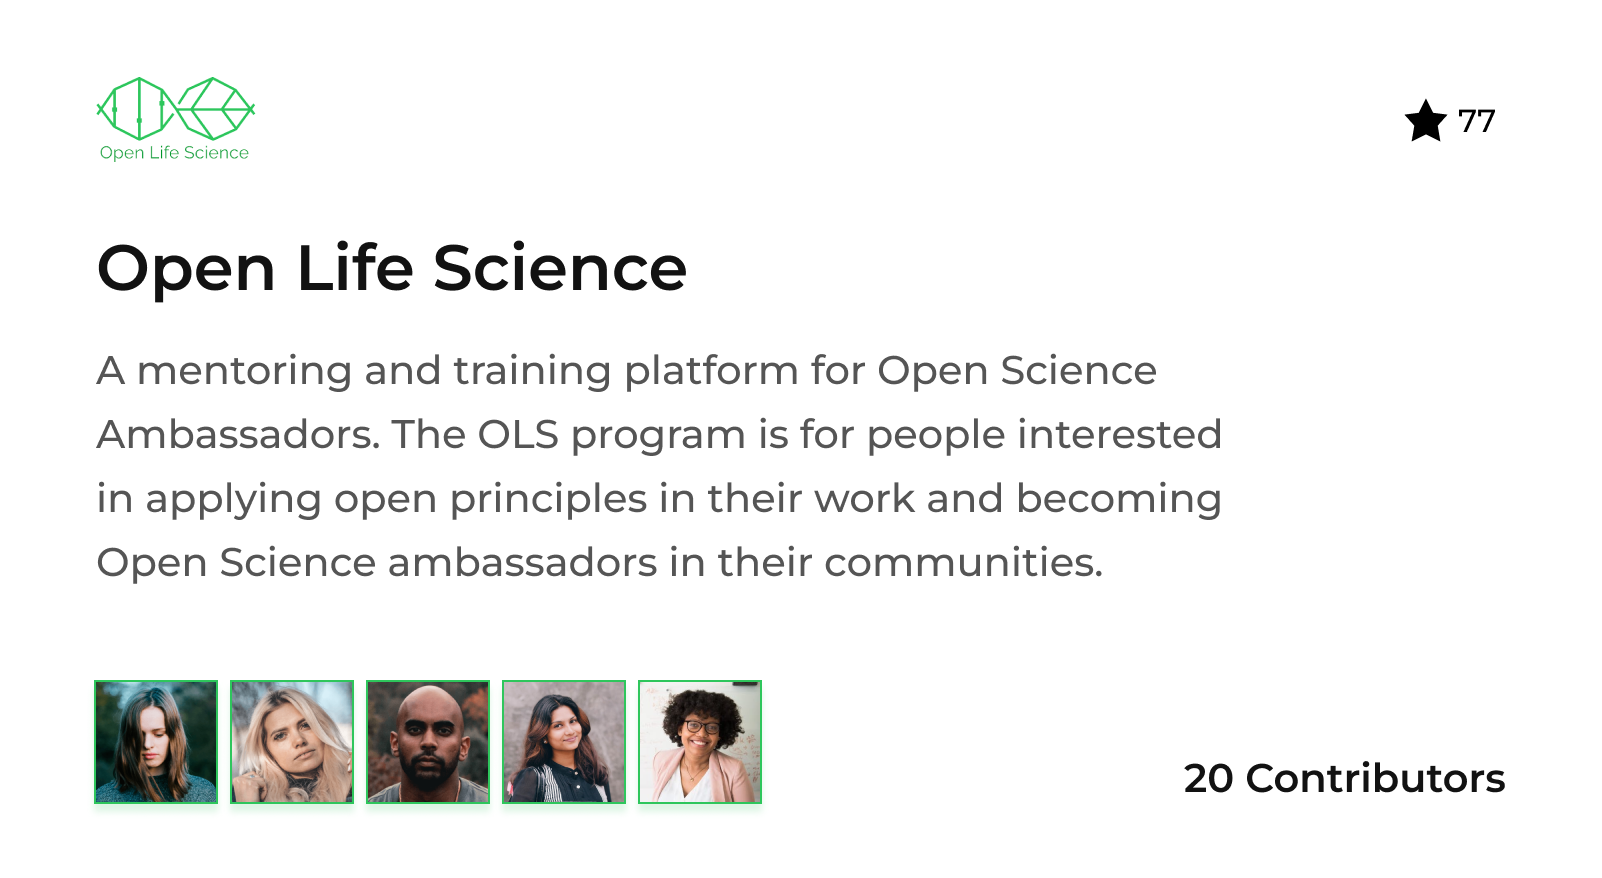 Open Life Science
77
Open Life Science
A mentoring and training platform for Open Science
Ambassadors. The OLS program is for people interested
in applying open principles in their work and becoming
Open Science ambassadors in their communities.
20 Contributors